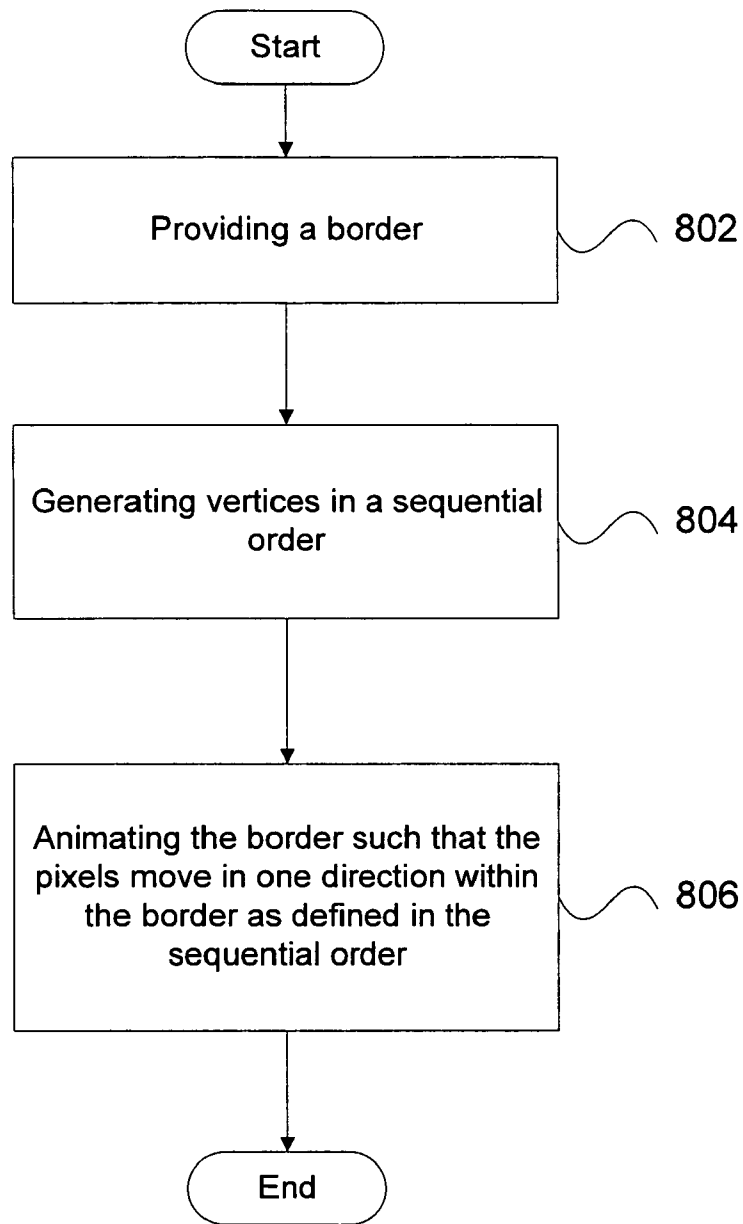 Start
Providing a border
802
Generating vertices in a sequential
order
804
Animating the border such that the
pixels move in one direction within
the border as defined in the
sequential order
806
End